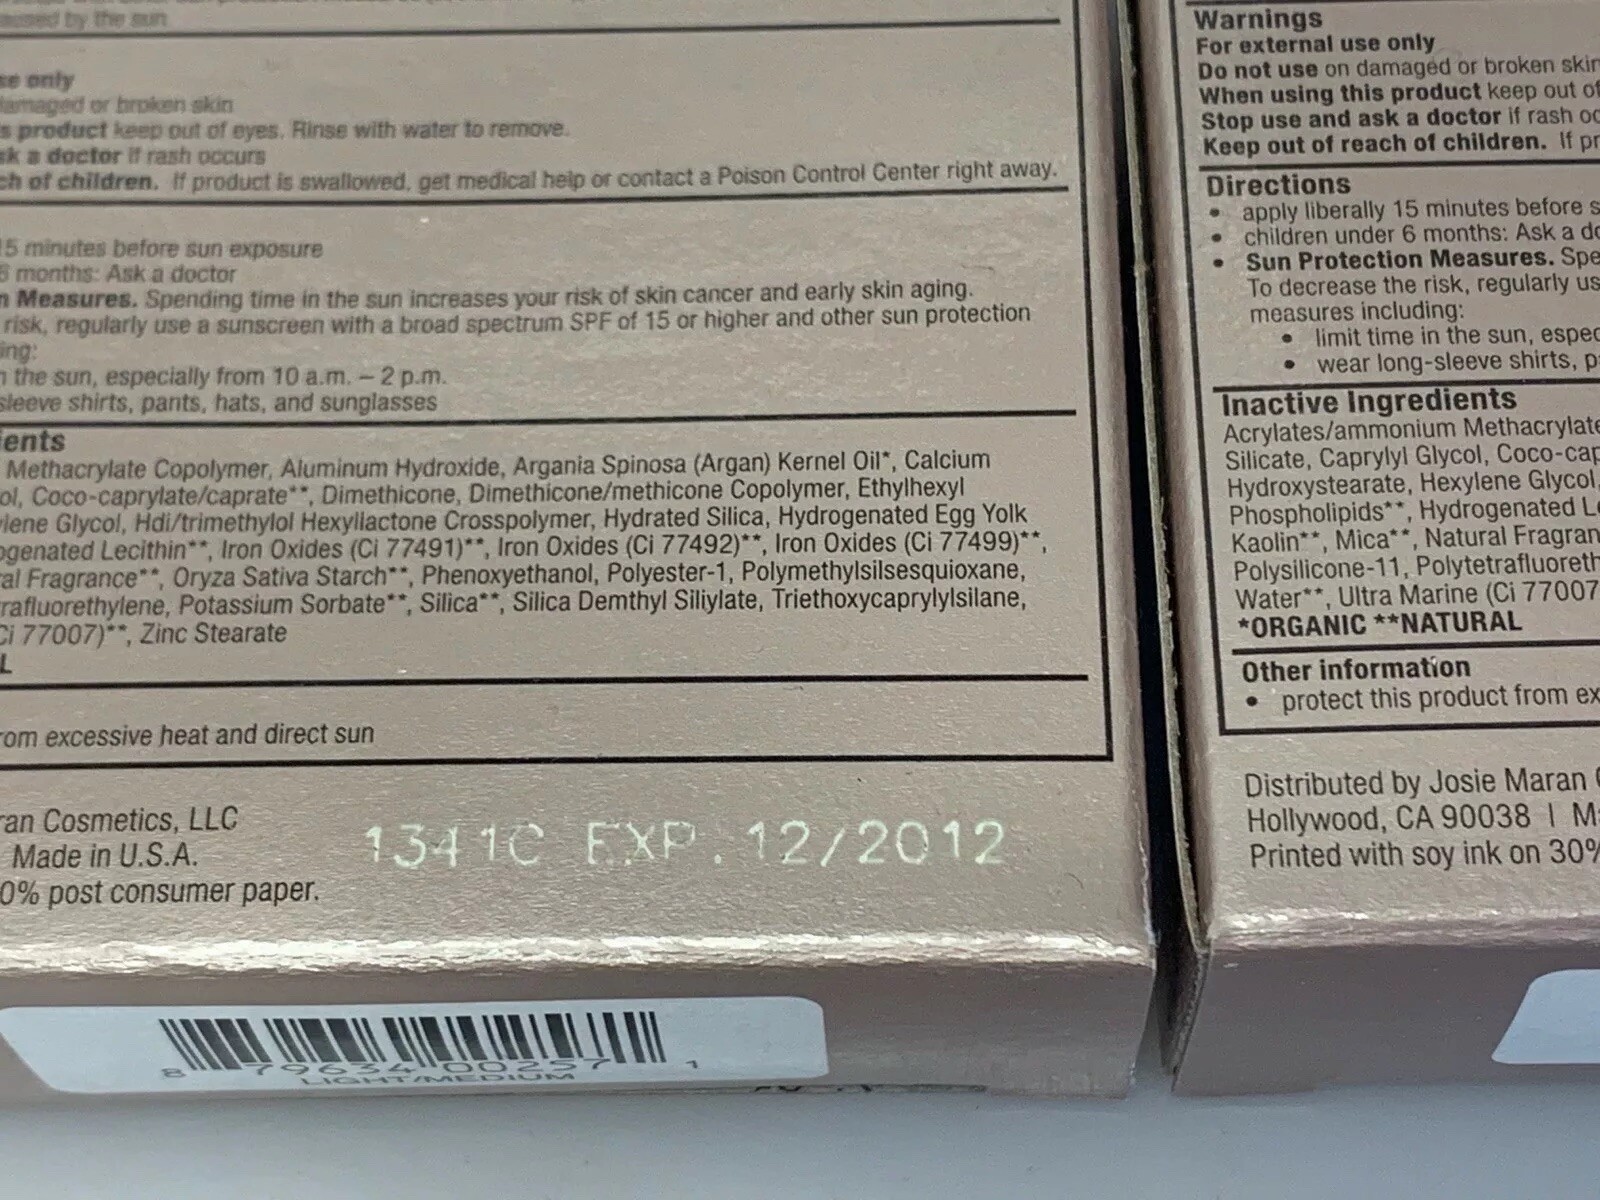 aused by the sun
se only
damaged or broken skin
s product keep out of eyes. Rinse with water to remove.
sk a doctor if rash occurs
ch of children. If product is swallowed, get medical help or contact a Poison Control Center right away.
15 minutes before sun exposure
6 months: Ask a doctor
n Measures. Spending time in the sun increases your risk of skin cancer and early skin aging.
risk, regularly use a sunscreen with a broad spectrum SPF of 15 or higher and other sun protection
ing:
n the sun, especially from 10 a.m. – 2 p.m.
sleeve shirts, pants, hats, and sunglasses
ients
Methacrylate Copolymer, Aluminum Hydroxide, Argania Spinosa (Argan) Kernel Oil*, Calcium
ol, Coco-caprylate/caprate**, Dimethicone, Dimethicone/methicone Copolymer, Ethylhexyl
ylene Glycol, Hdi/trimethylol Hexyllactone Crosspolymer, Hydrated Silica, Hydrogenated Egg Yolk
ogenated Lecithin**, Iron Oxides (Ci 77491)**, Iron Oxides (Ci 77492)**, Iron Oxides (Ci 77499)**,
al Fragrance**, Oryza Sativa Starch**, Phenoxyethanol, Polyester-1, Polymethylsilsesquioxane,
rafluorethylene, Potassium Sorbate**, Silica**, Silica Demthyl Siliylate, Triethoxycaprylylsilane,
Ci 77007)**, Zinc Stearate
L
rom excessive heat and direct sun
ran Cosmetics, LLC
Made in U.S.A.
0% post consumer paper.
1341C EXP. 12/2012
8 79634 00257 1
LIGHT/MEDIUM
Warnings
For external use only
Do not use on damaged or broken skin
When using this product keep out of
Stop use and ask a doctor if rash oc
Keep out of reach of children. If pr
Directions
• apply liberally 15 minutes before s
• children under 6 months: Ask a do
• Sun Protection Measures. Spe
To decrease the risk, regularly us
measures including:
• limit time in the sun, espec
• wear long-sleeve shirts, p
Inactive Ingredients
Acrylates/ammonium Methacrylate
Silicate, Caprylyl Glycol, Coco-cap
Hydroxystearate, Hexylene Glycol,
Phospholipids**, Hydrogenated Le
Kaolin**, Mica**, Natural Fragran
Polysilicone-11, Polytetrafluoreth
Water**, Ultra Marine (Ci 77007
*ORGANIC **NATURAL
Other information
• protect this product from ex
Distributed by Josie Maran
Hollywood, CA 90038 | Ma
Printed with soy ink on 30%